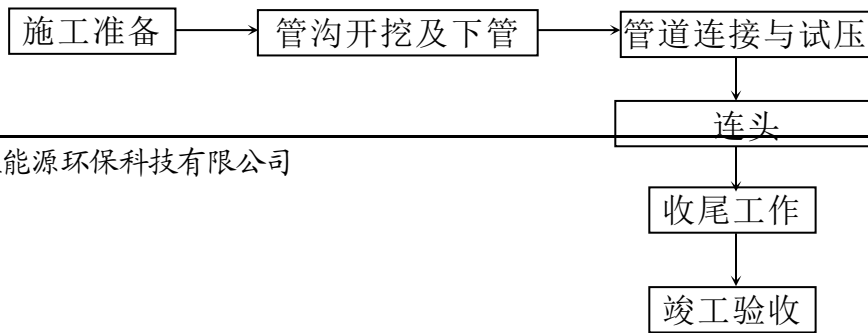 施工准备
管沟开挖及下管
管道连接与试压
连头
能源环保科技有限公司
收尾工作
竣工验收